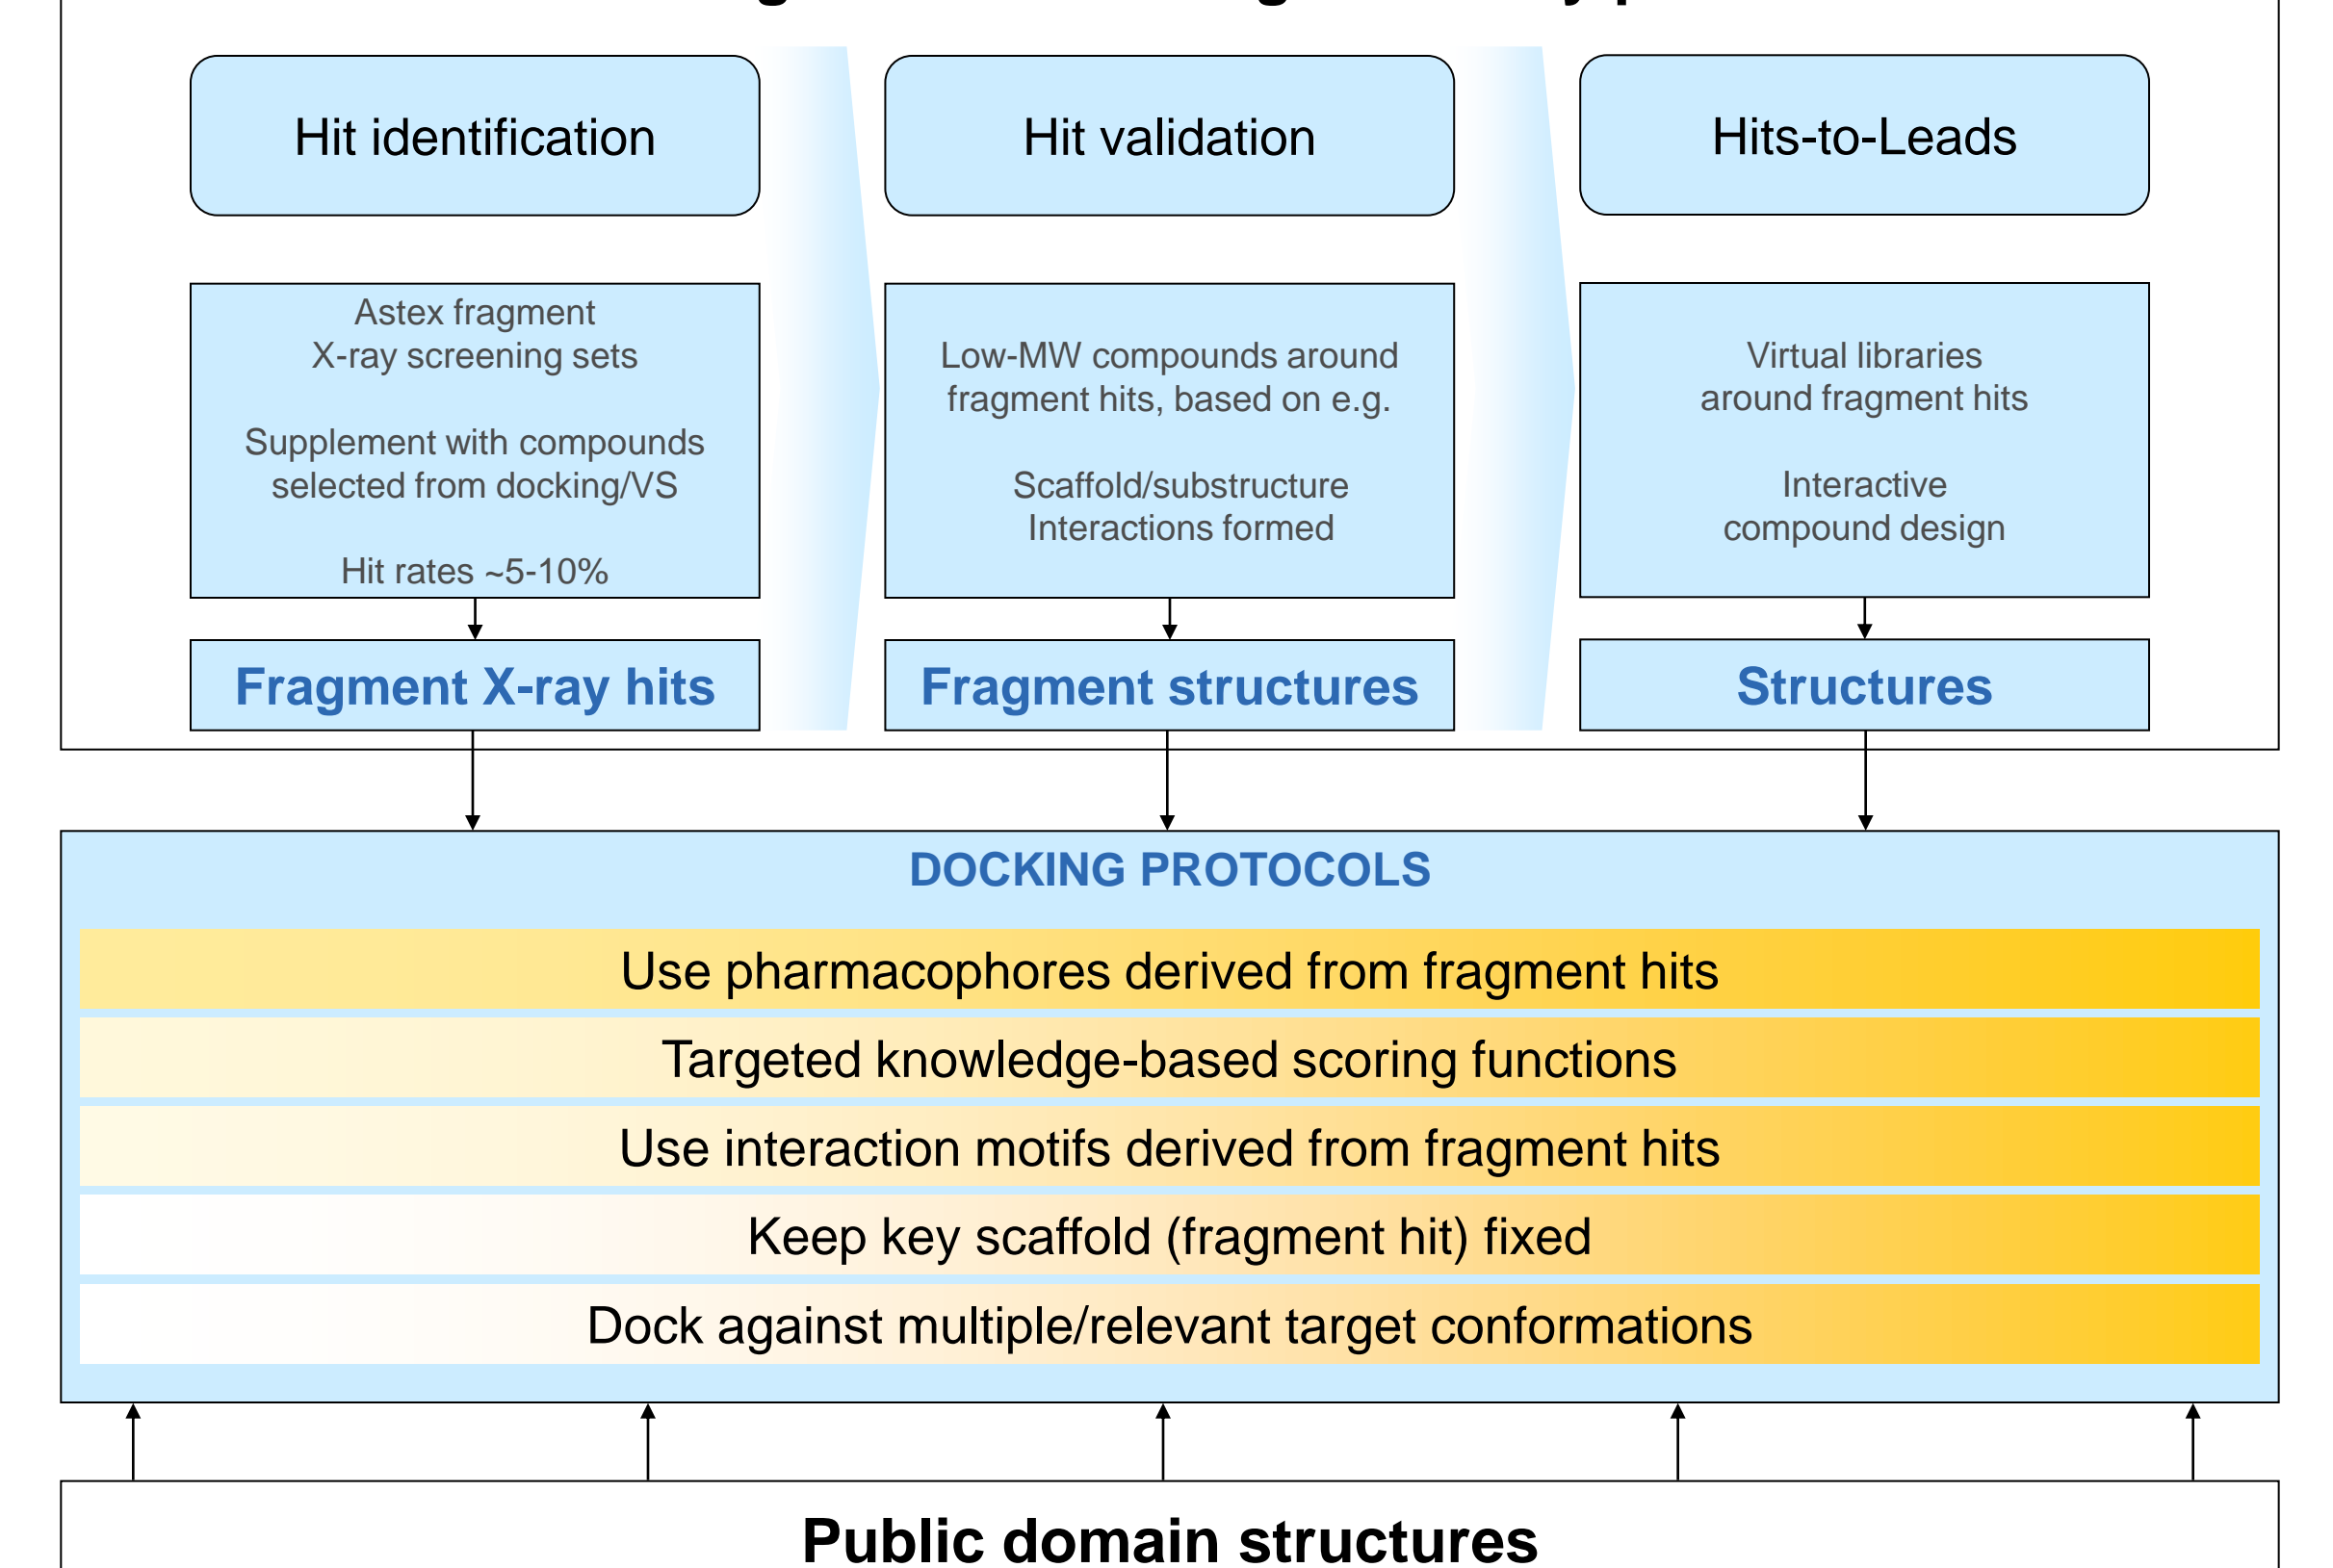 Hit identification
Hit validation
Hits-to-Leads
Astex fragment
X-ray screening sets
Supplement with compounds
selected from docking/VS
Hit rates ~5-10%
Low-MW compounds around
fragment hits, based on e.g.
Scaffold/substructure
Interactions formed
Virtual libraries
around fragment hits
Interactive
compound design
Fragment X-ray hits
Fragment structures
Structures
DOCKING PROTOCOLS
Use pharmacophores derived from fragment hits
Targeted knowledge-based scoring functions
Use interaction motifs derived from fragment hits
Keep key scaffold (fragment hit) fixed
Dock against multiple/relevant target conformations
Public domain structures